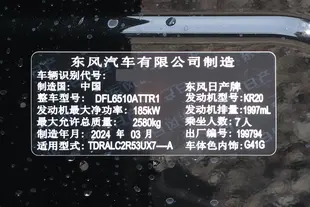 东风汽车有限公司制造
车辆识别代号:
制造国: 中国 东风日产牌
整车型号: DFL6510ATTR1 发动机型号: KR20
发动机最大净功率: 185kW 发动机排量: 1997mL
最大允许总质量: 2580kg 乘坐人数: 7人
制造年月: 2024 年 03 月 出厂编号: 199794
适用型式: TDRALC2R53UX7—A 车体色内饰: G41G